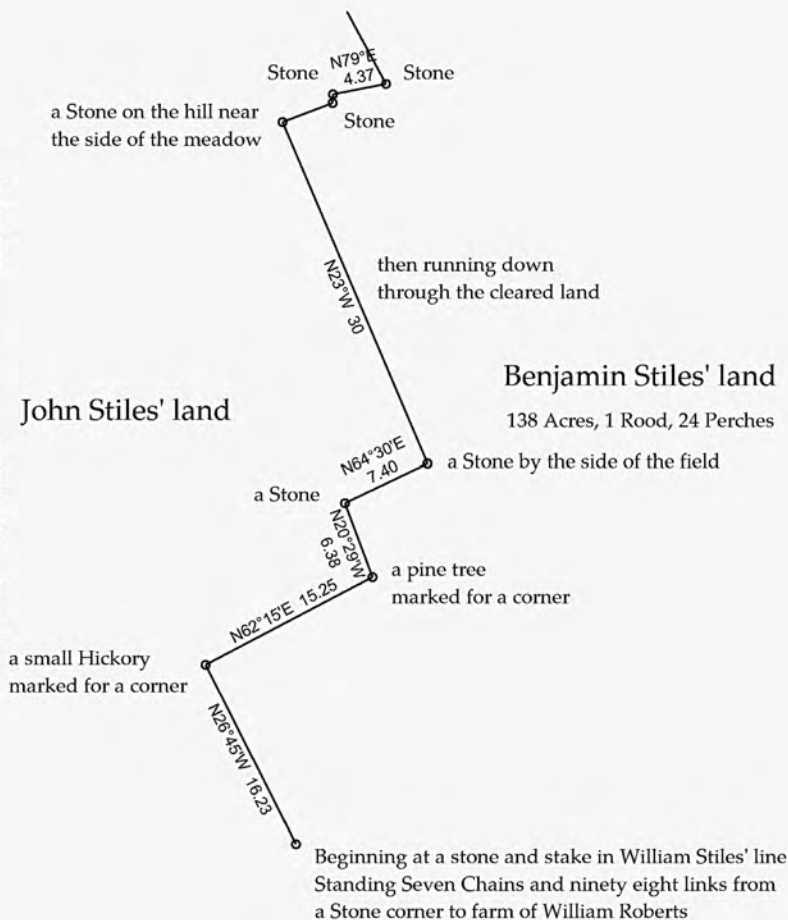 N79°E
4.37
Stone
Stone
a Stone on the hill near
the side of the meadow
Stone
N23°W 30
then running down
through the cleared land
Benjamin Stiles' land
138 Acres, 1 Rood, 24 Perches
John Stiles' land
N64°30'E
7.40
a Stone by the side of the field
a Stone
N20°29'W
6.38
a pine tree
marked for a corner
N62°15'E 15.25
a small Hickory
marked for a corner
N26°45'W 16.23
Beginning at a stone and stake in William Stiles' line
Standing Seven Chains and ninety eight links from
a Stone corner to farm of William Roberts